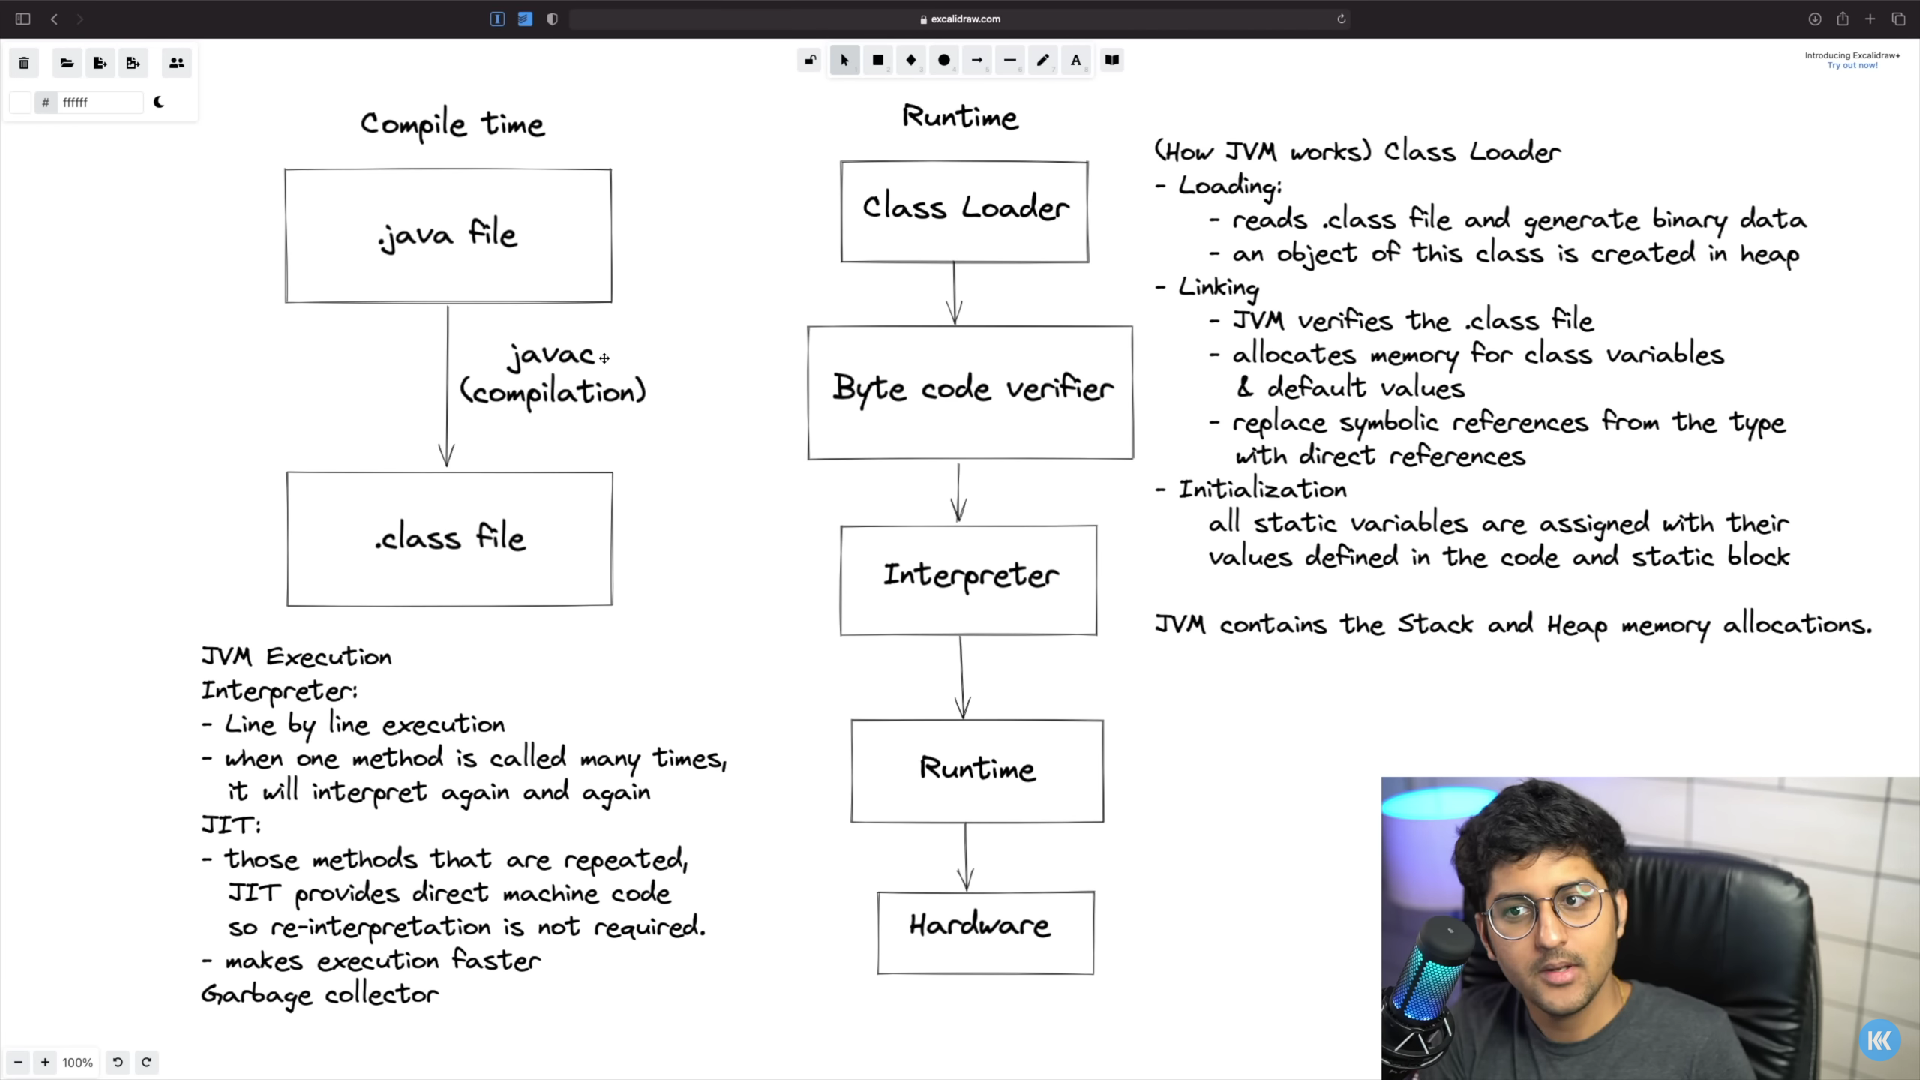 excalidraw.com
Introducing Excalidraw+
Try out now!
# ffffff
Compile time
.java file
javac
(compilation)
.class file
JVM Execution
Interpreter:
- Line by line execution
- when one method is called many times,
it will interpret again and again
JIT:
- those methods that are repeated,
JIT provides direct machine code
so re-interpretation is not required.
- makes execution faster
Garbage collector
Runtime
Class Loader
Byte code verifier
Interpreter
Runtime
Hardware
(How JVM works) Class Loader
- Loading:
- reads .class file and generate binary data
- an object of this class is created in heap
- Linking
- JVM verifies the .class file
- allocates memory for class variables
& default values
- replace symbolic references from the type
with direct references
- Initialization
all static variables are assigned with their
values defined in the code and static block
JVM contains the Stack and Heap memory allocations.
- + 100%
KK